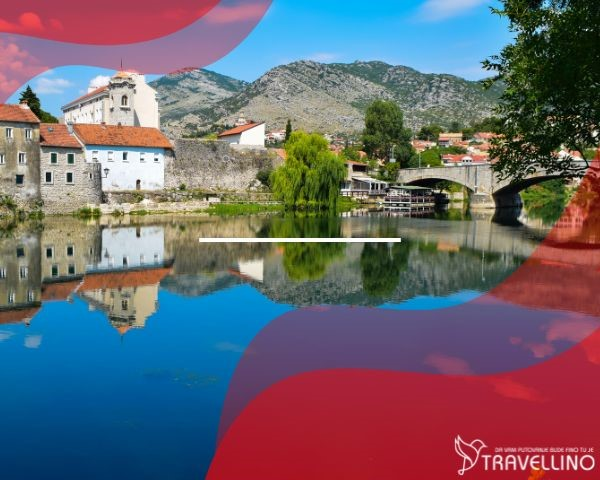 DA VAM PUTOVANJE BUDE FINO TU JE
TRAVELLINO